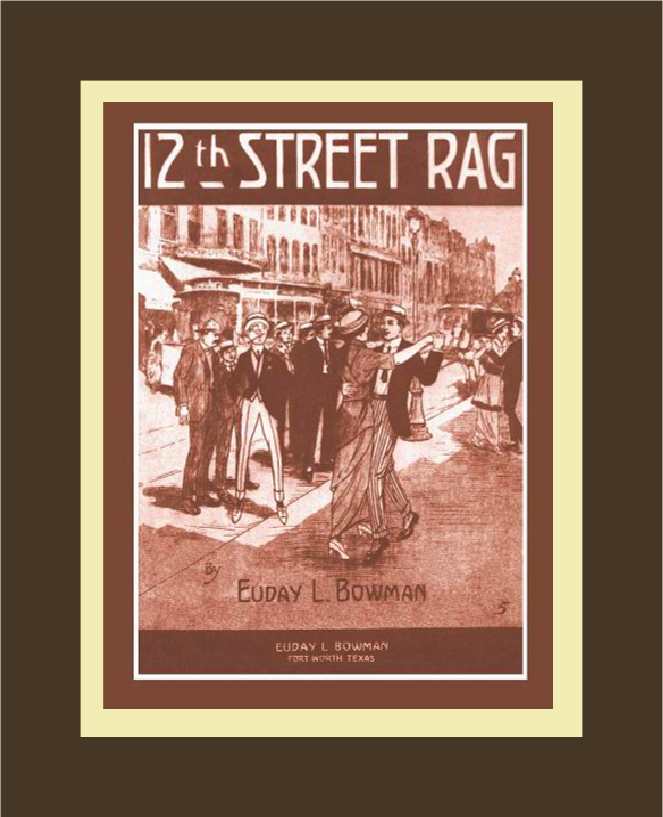 12th STREET RAG
By
EUDAY L. BOWMAN
5
EUDAY L BOWMAN
FORT WORTH TEXAS